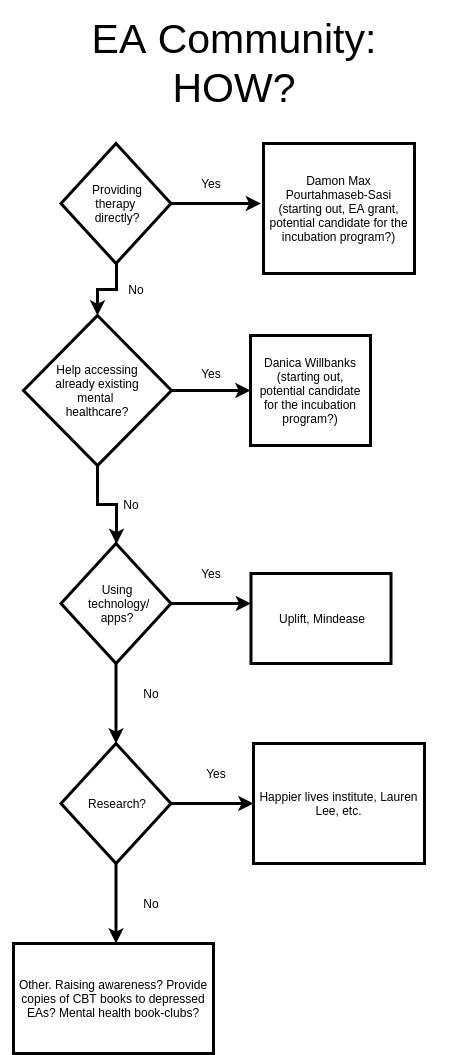 EA Community:
HOW?
Providing
therapy
directly?
Yes
Damon Max
Pourtahmaseb-Sasi
(starting out, EA grant,
potential candidate for the
incubation program?)
No
Help accessing
already existing
mental
healthcare?
Yes
Danica Willbanks
(starting out,
potential candidate
for the incubation
program?)
No
Using
technology/
apps?
Yes
Uplift, Mindease
No
Research?
Yes
Happier lives institute, Lauren
Lee, etc.
No
Other. Raising awareness? Provide
copies of CBT books to depressed
EAs? Mental health book-clubs?